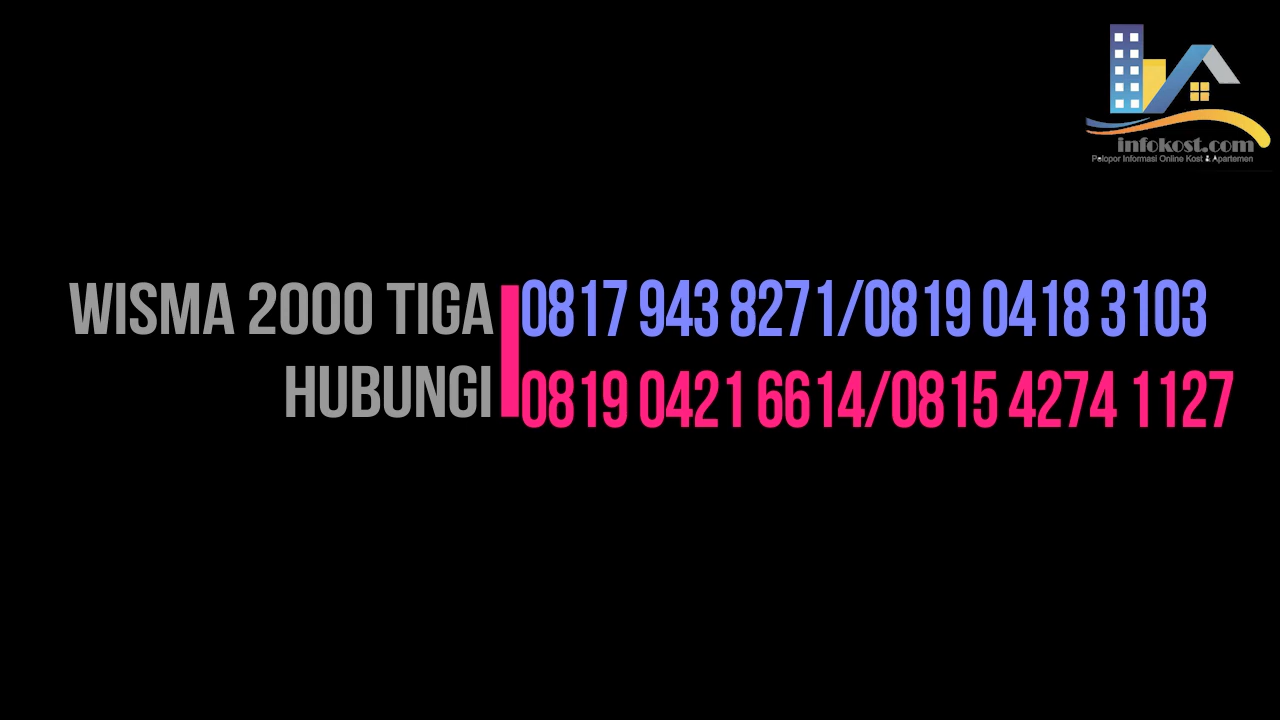 infokost.com
Pelopor Informasi Online Kost & Apartemen
WISMA 2000 TIGA
HUBUNGI
0817 943 8271/0819 0418 3103
0819 0421 6614/0815 4274 1127